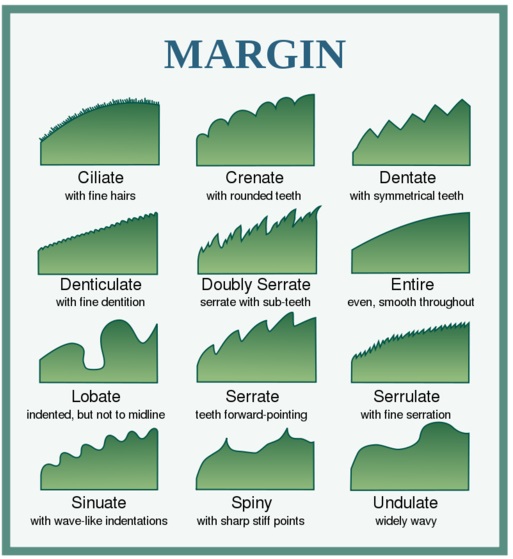 MARGIN
Ciliate
with fine hairs
Crenate
with rounded teeth
Dentate
with symmetrical teeth
Denticulate
with fine dentition
Doubly Serrate
serrate with sub-teeth
Entire
even, smooth throughout
Lobate
indented, but not to midline
Serrate
teeth forward-pointing
Serrulate
with fine serration
Sinuate
with wave-like indentations
Spiny
with sharp stiff points
Undulate
widely wavy